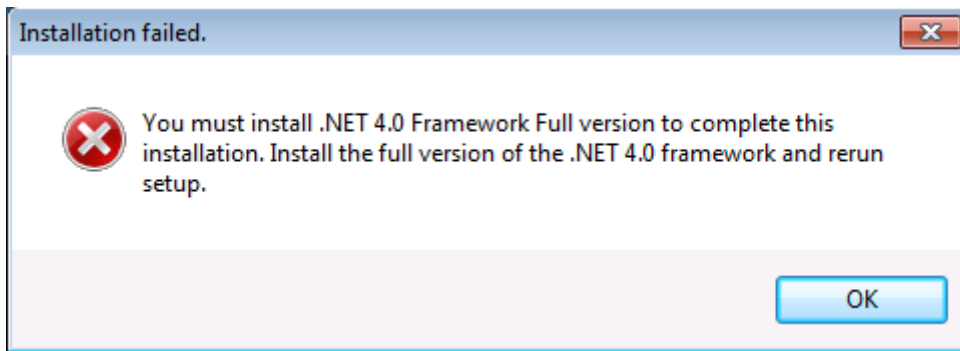 Installation failed.
You must install .NET 4.0 Framework Full version to complete this
installation. Install the full version of the .NET 4.0 framework and rerun
setup.
OK